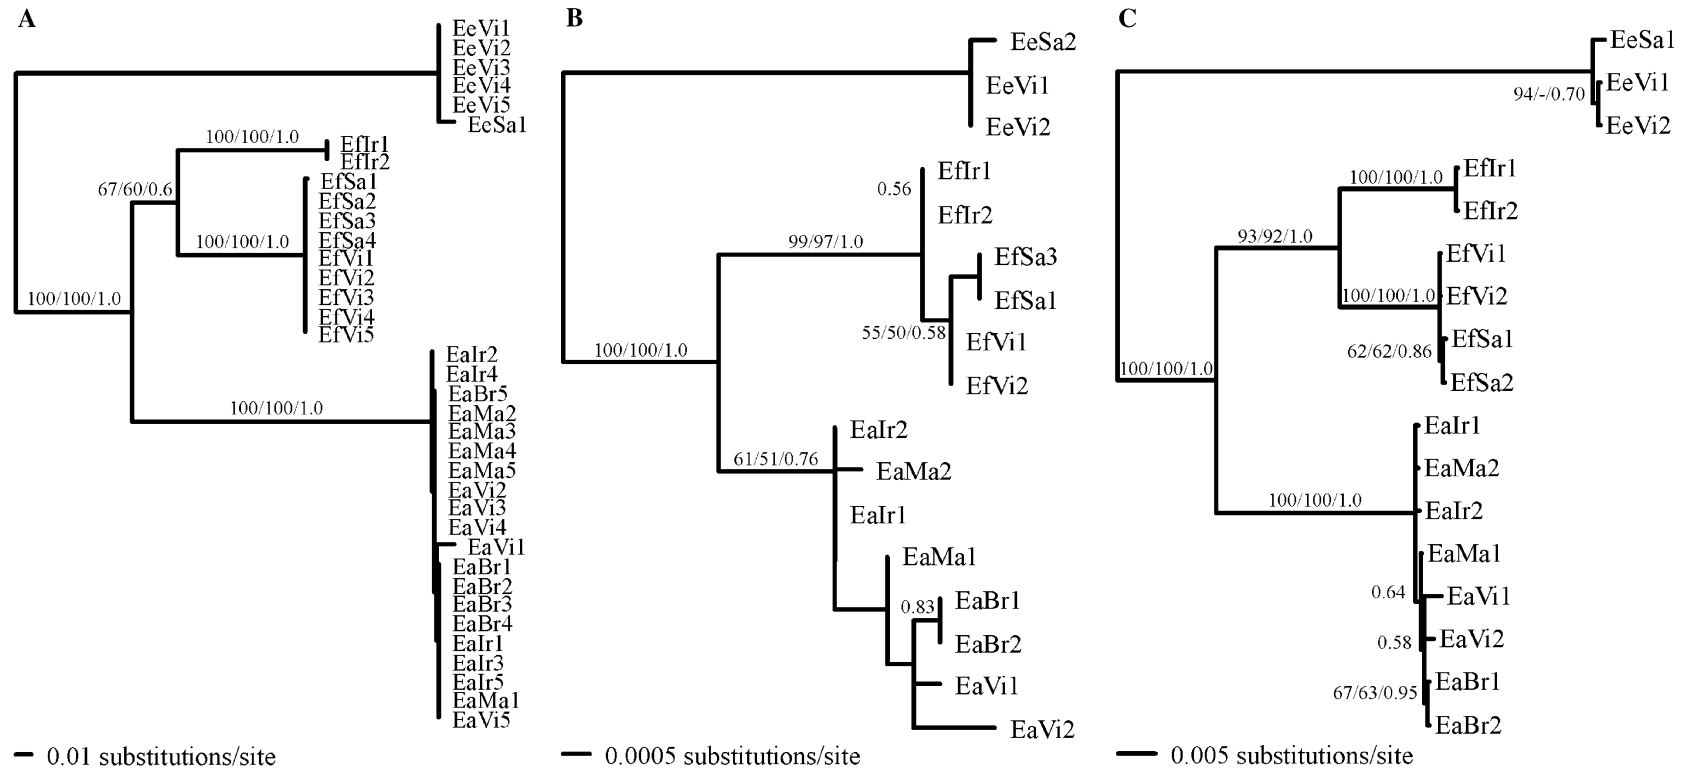 A
EeVi1
EeVi2
EeVi3
EeVi4
EeVi5
EeSa1
100/100/1.0
EfIr1
EfIr2
67/60/0.6
EfSa1
EfSa2
EfSa3
EfSa4
100/100/1.0
EfVi1
EfVi2
EfVi3
100/100/1.0
EfVi4
EfVi5
EaIr2
EaIr4
EaBr5
100/100/1.0
EaMa2
EaMa3
EaMa4
EaMa5
EaVi2
EaVi3
EaVi4
EaVi1
EaBr1
EaBr2
EaBr3
EaBr4
EaIr1
EaIr3
EaIr5
EaMa1
EaVi5
0.01 substitutions/site
B
EeSa2
EeVi1
EeVi2
EfIr1
0.56
EfIr2
99/97/1.0
EfSa3
EfSa1
55/50/0.58
EfVi1
100/100/1.0
EfVi2
EaIr2
61/51/0.76
EaMa2
EaIr1
EaMa1
0.83
EaBr1
EaBr2
EaVi1
EaVi2
0.0005 substitutions/site
C
EeSa1
EeVi1
94/-/0.70
EeVi2
EfIr1
100/100/1.0
EfIr2
93/92/1.0
EfVi1
100/100/1.0
EfVi2
EfSa1
62/62/0.86
100/100/1.0
EfSa2
EaIr1
EaMa2
100/100/1.0
EaIr2
EaMa1
0.64
EaVi1
0.58
EaVi2
67/63/0.95
EaBr1
EaBr2
0.005 substitutions/site